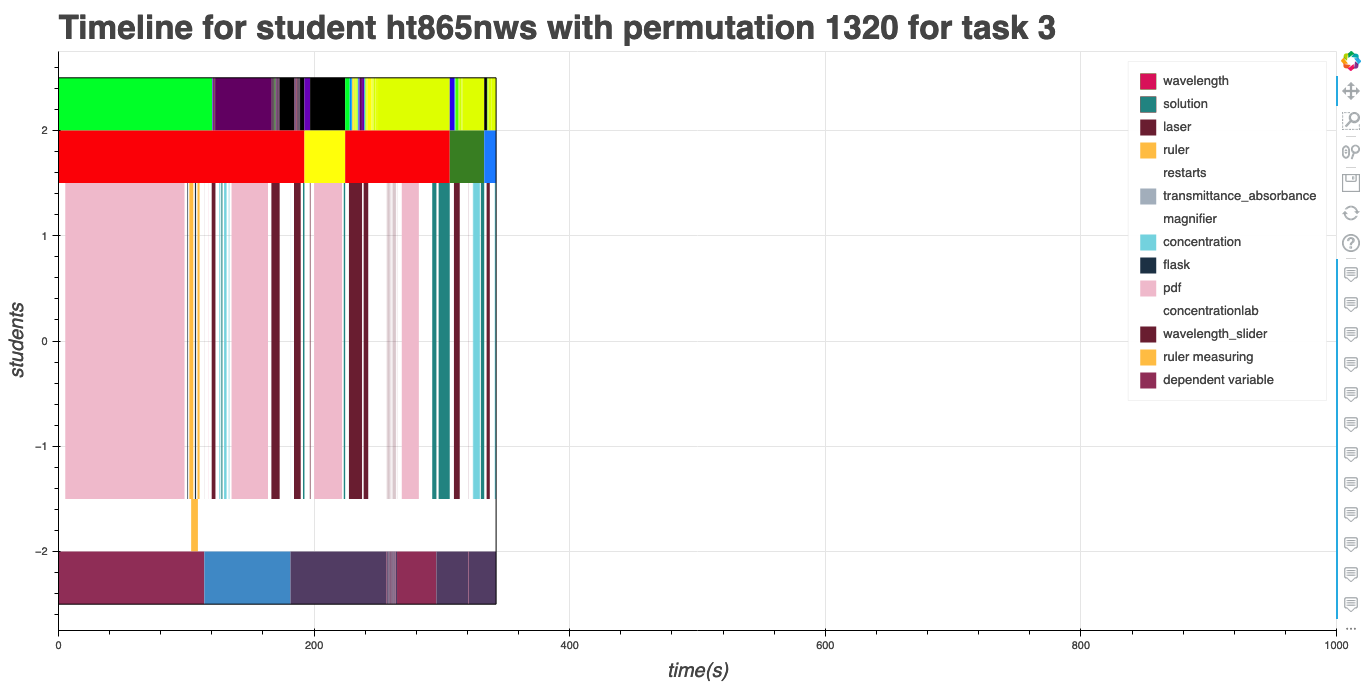 Timeline for student ht865nws with permutation 1320 for task 3
wavelength
solution
laser
ruler
restarts
transmittance_absorbance
magnifier
concentration
flask
pdf
concentrationlab
wavelength_slider
ruler measuring
dependent variable
students
2
1
0
−1
−2
0 200 400 600 800 1000
time(s)